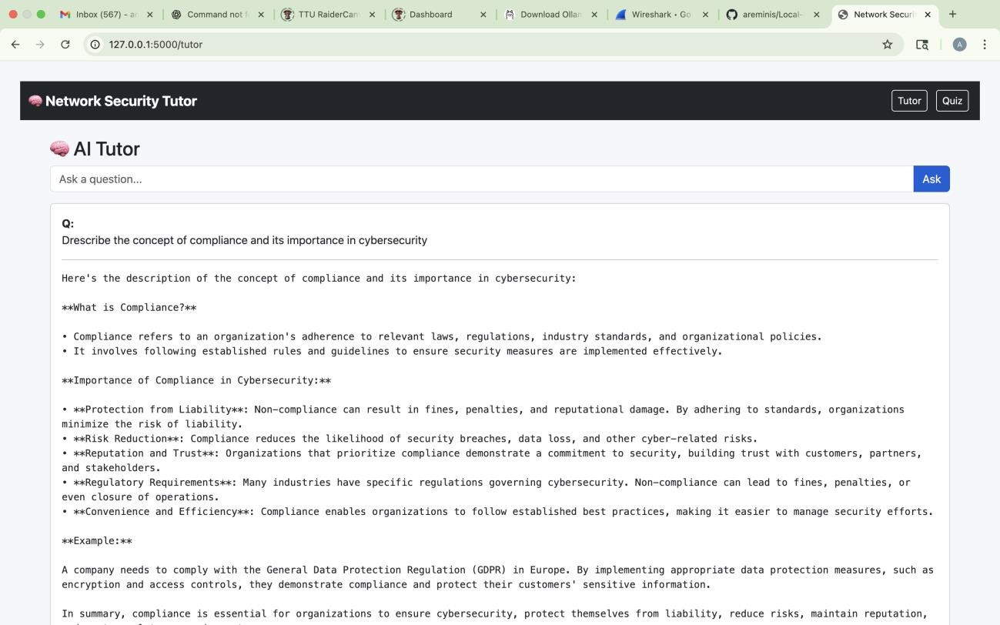 Inbox (567) - ar
Command not f
TTU RaiderCan
Dashboard
Download Ollan
Wireshark • Go
areminis/Local-
Network Securi
127.0.0.1:5000/tutor
A
Network Security Tutor
Tutor
Quiz
AI Tutor
Ask a question...
Ask
Q:
Drescribe the concept of compliance and its importance in cybersecurity
Here's the description of the concept of compliance and its importance in cybersecurity:
**What is Compliance?**
• Compliance refers to an organization's adherence to relevant laws, regulations, industry standards, and organizational policies.
• It involves following established rules and guidelines to ensure security measures are implemented effectively.
**Importance of Compliance in Cybersecurity:**
• **Protection from Liability**: Non-compliance can result in fines, penalties, and reputational damage. By adhering to standards, organizations
minimize the risk of liability.
• **Risk Reduction**: Compliance reduces the likelihood of security breaches, data loss, and other cyber-related risks.
• **Reputation and Trust**: Organizations that prioritize compliance demonstrate a commitment to security, building trust with customers, partners,
and stakeholders.
• **Regulatory Requirements**: Many industries have specific regulations governing cybersecurity. Non-compliance can lead to fines, penalties, or
even closure of operations.
• **Convenience and Efficiency**: Compliance enables organizations to follow established best practices, making it easier to manage security efforts.
**Example:**
A company needs to comply with the General Data Protection Regulation (GDPR) in Europe. By implementing appropriate data protection measures, such as
encryption and access controls, they demonstrate compliance and protect their customers' sensitive information.
In summary, compliance is essential for organizations to ensure cybersecurity, protect themselves from liability, reduce risks, maintain reputation,